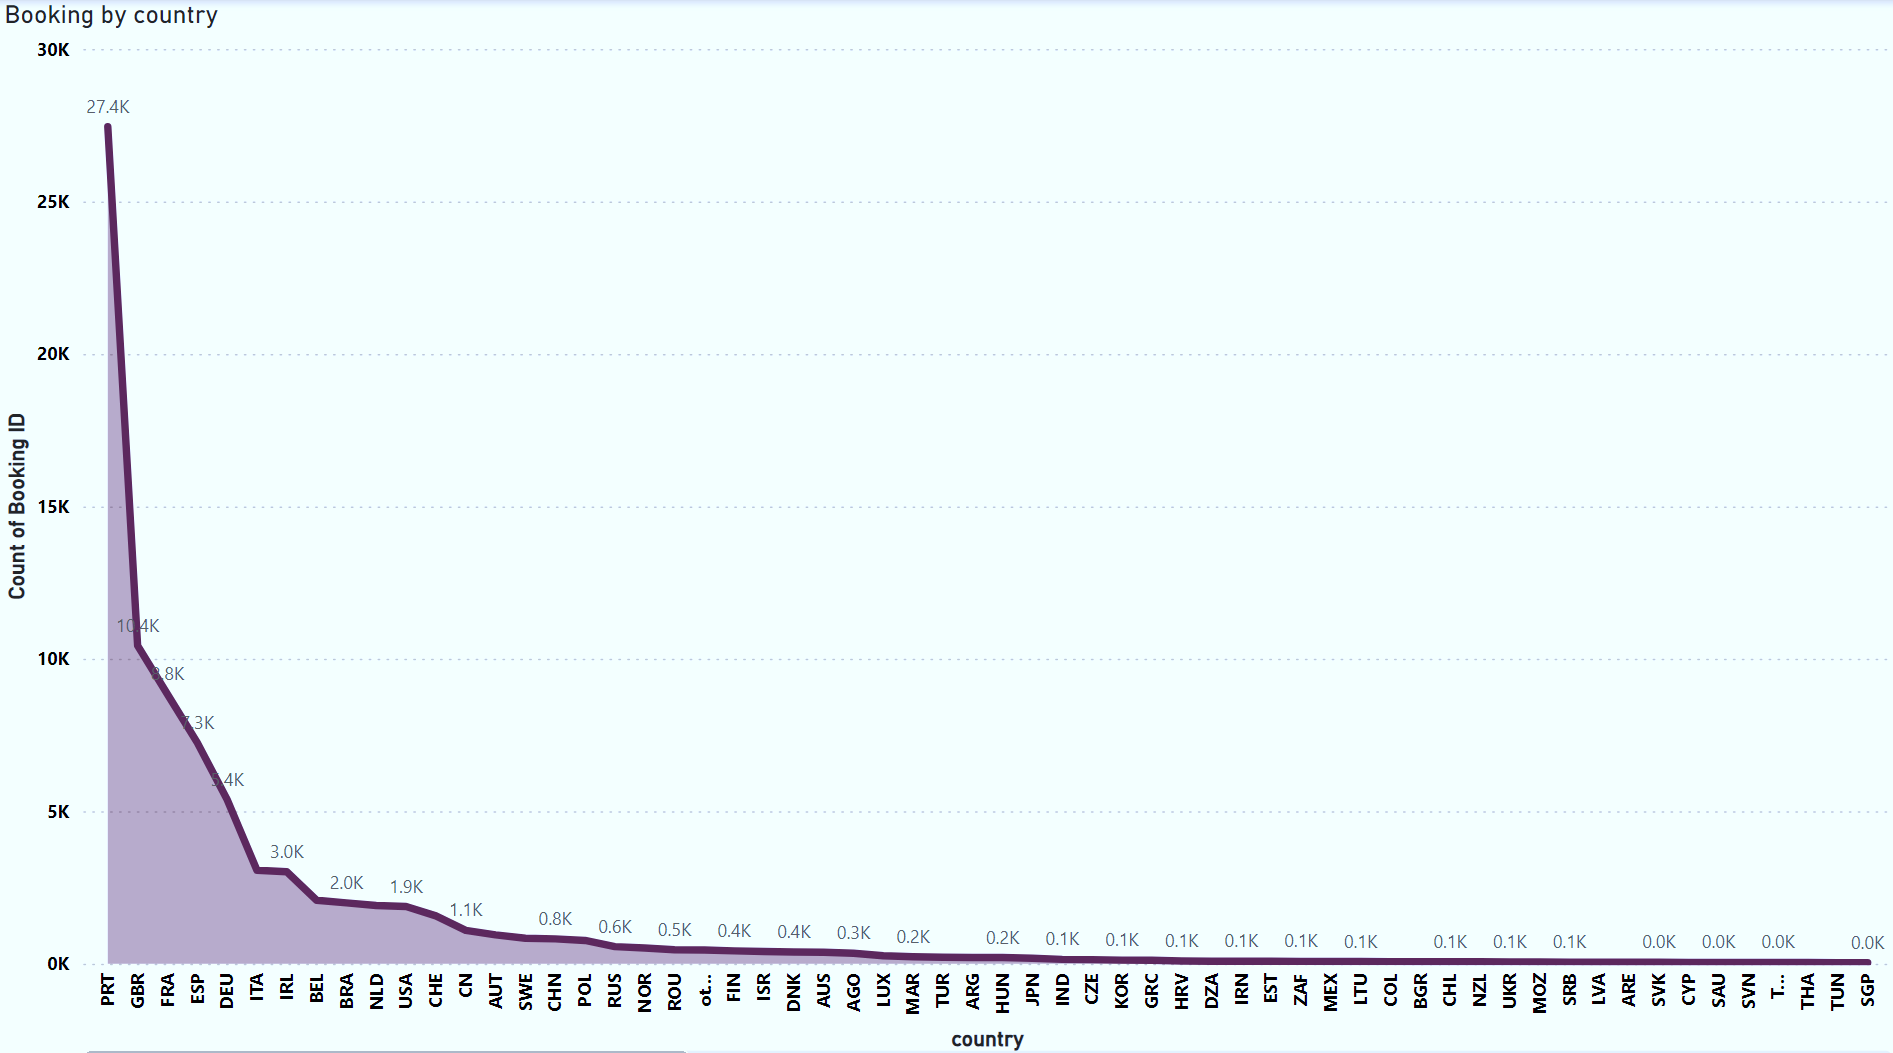 Booking by country
30K
27.4K
25K
20K
15K
10.4K
10K
8.8K
7.3K
5.4K
5K
3.0K
2.0K
1.9K
1.1K
0.8K
0.6K
0.5K
0.4K
0.4K
0.3K
0.2K
0.2K
0.1K
0.1K
0.1K
0.1K
0.1K
0.1K
0.1K
0.1K
0.1K
0.0K
0.0K
0.0K
0.0K
0K
Count of Booking ID
PRT
GBR
FRA
ESP
DEU
ITA
IRL
BEL
BRA
NLD
USA
CHE
CN
AUT
SWE
CHN
POL
RUS
NOR
ROU
ot...
FIN
ISR
DNK
AUS
AGO
LUX
MAR
TUR
ARG
HUN
JPN
IND
CZE
KOR
GRC
HRV
DZA
IRN
EST
ZAF
MEX
LTU
COL
BGR
CHL
NZL
UKR
MOZ
SRB
LVA
ARE
SVK
CYP
SAU
SVN
T...
THA
TUN
SGP
country